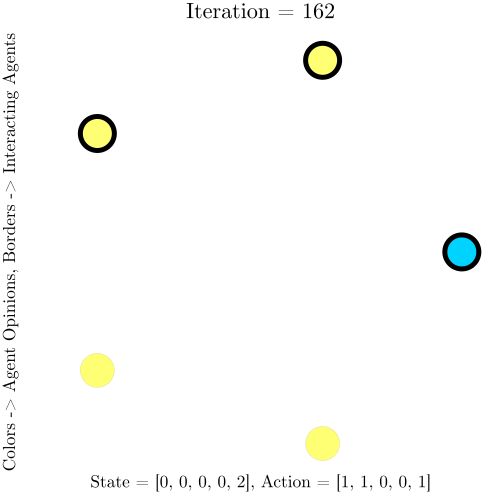 Iteration = 162
Colors -> Agent Opinions, Borders -> Interacting Agents
State = [0, 0, 0, 0, 2], Action = [1, 1, 0, 0, 1]